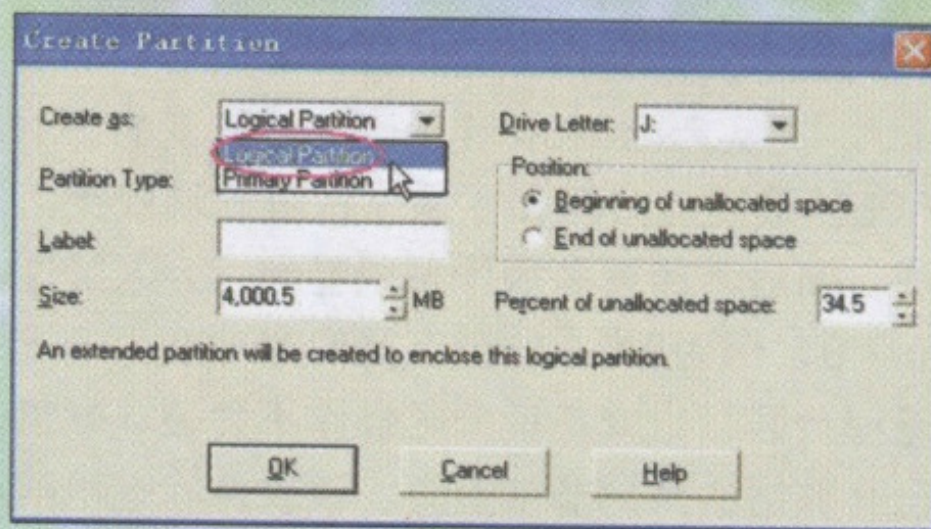 Create Partition
Create as: Logical Partition Drive Letter: J:
Logical Partition
Partition Type: Primary Partition Position:
Beginning of unallocated space
Label: End of unallocated space
Size: 4,000.5 MB Percent of unallocated space: 34.5
An extended partition will be created to enclose this logical partition.
OK Cancel Help